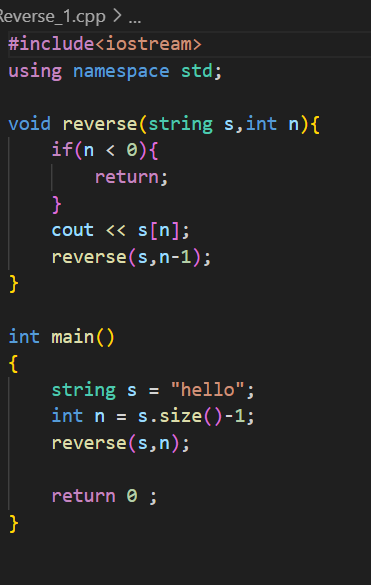 Reverse_1.cpp > ...
#include<iostream>
using namespace std;

void reverse(string s,int n){
    if(n < 0){
        return;
    }
    cout << s[n];
    reverse(s,n-1);
}

int main()
{
    string s = "hello";
    int n = s.size()-1;
    reverse(s,n);

    return 0 ;
}